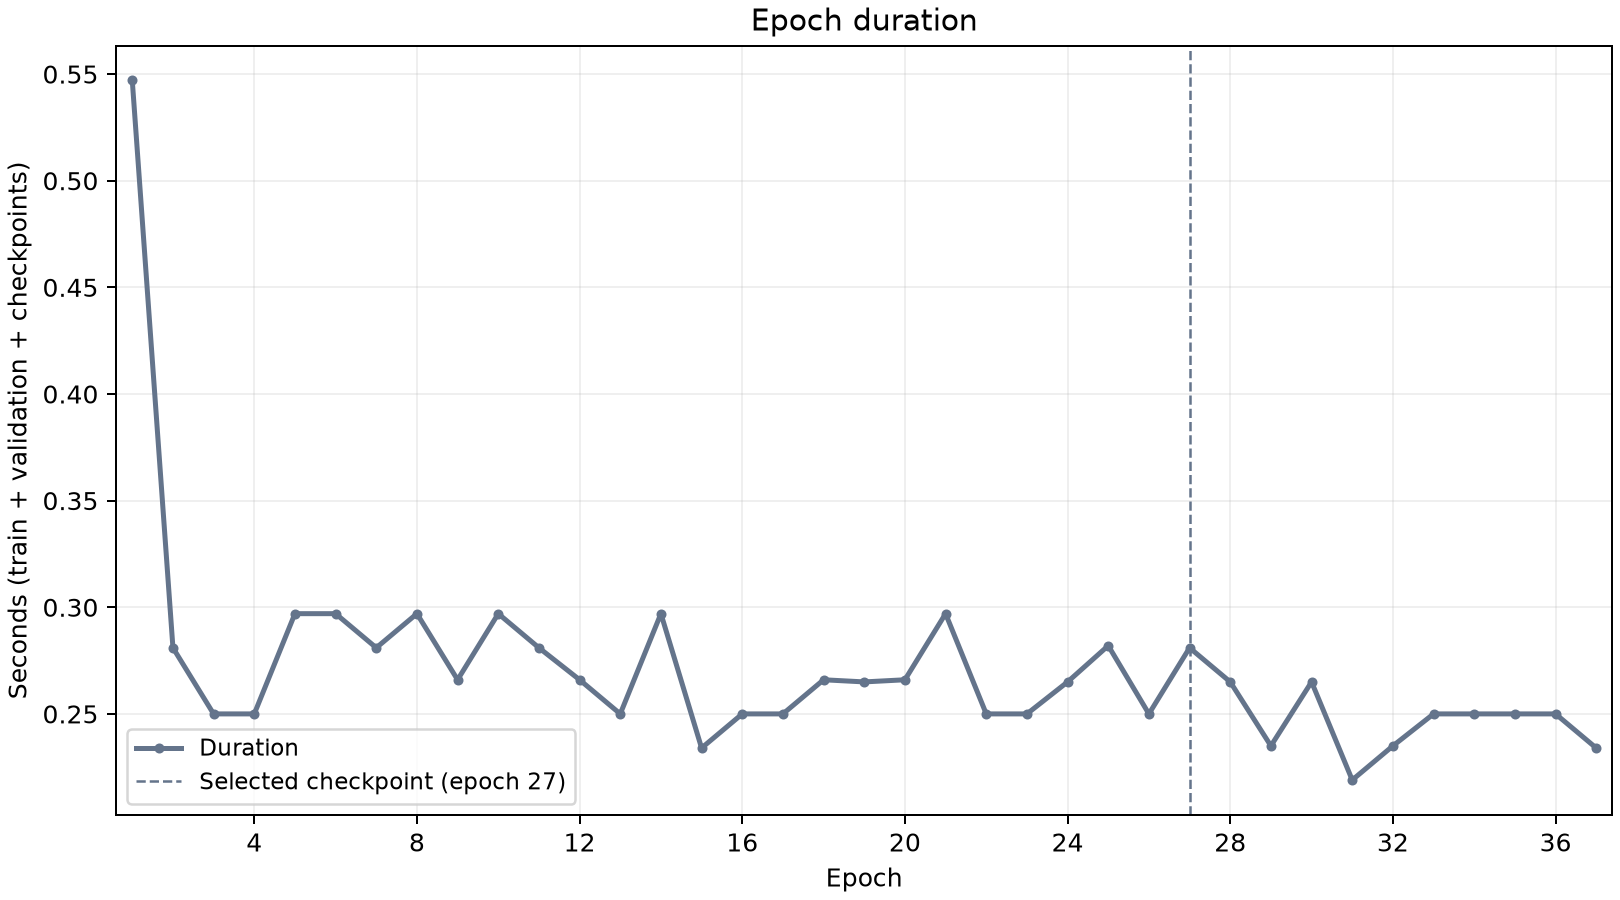 Epoch duration
Seconds (train + validation + checkpoints)
0.55
0.50
0.45
0.40
0.35
0.30
0.25
Duration
Selected checkpoint (epoch 27)
4 8 12 16 20 24 28 32 36
Epoch